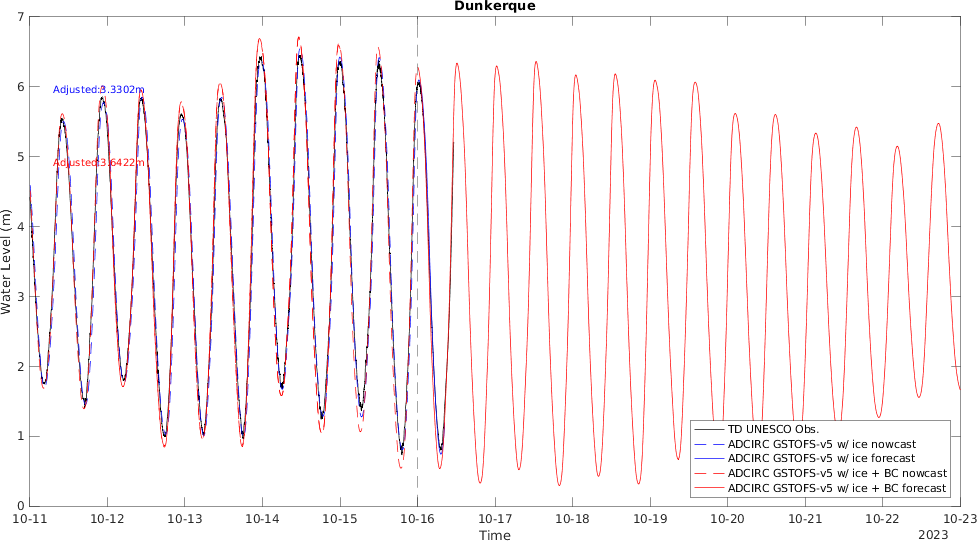 Dunkerque
7
6
5
4
3
2
1
0
Water Level (m)
Adjusted:3.3302m
Adjusted:3.6422m
TD UNESCO Obs.
ADCIRC GSTOFS-v5 w/ ice nowcast
ADCIRC GSTOFS-v5 w/ ice forecast
ADCIRC GSTOFS-v5 w/ ice + BC nowcast
ADCIRC GSTOFS-v5 w/ ice + BC forecast
10-11 10-12 10-13 10-14 10-15 10-16 10-17 10-18 10-19 10-20 10-21 10-22 10-23
Time
2023